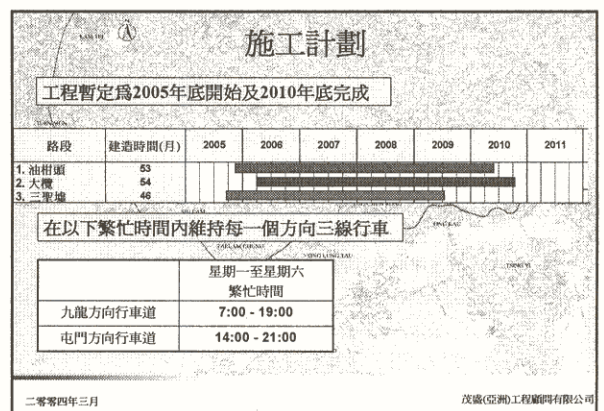 施工計劃
工程暫定爲2005年底開始及2010年底完成
路段 建造時間(月) 2005 2006 2007 2008 2009 2010 2011
1. 油柑頭 53
2. 大欖 54
3. 三聖墟 46
在以下繁忙時間內維持每一個方向三線行車
星期一至星期六
繁忙時間
九龍方向行車道 7:00 - 19:00
屯門方向行車道 14:00 - 21:00
二零零四年三月 茂盛(亞洲)工程顧問有限公司